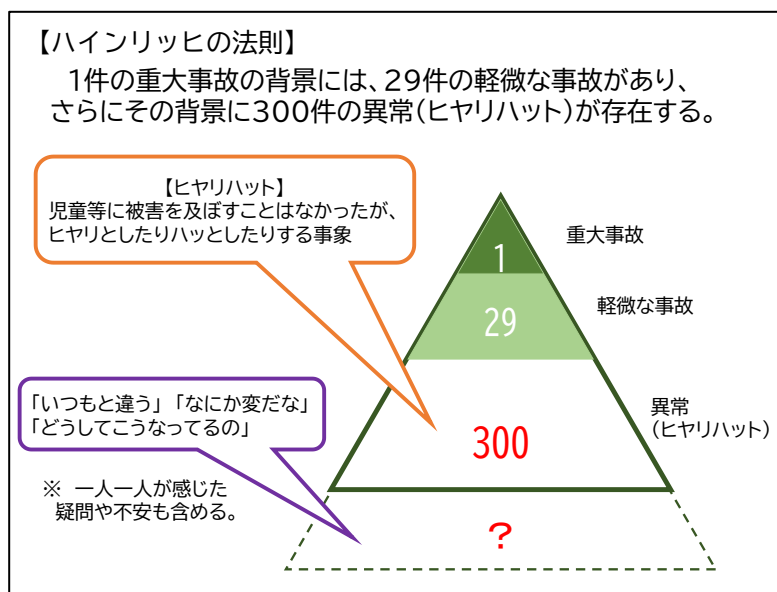 【ハインリッヒの法則】
1件の重大事故の背景には、29件の軽微な事故があり、
さらにその背景に300件の異常(ヒヤリハット)が存在する。
【ヒヤリハット】
児童等に被害を及ぼすことはなかったが、
ヒヤリとしたりハッとしたりする事象
1
重大事故
29
軽微な事故
「いつもと違う」「なにか変だな」
「どうしてこうなってるの」
300
異常
(ヒヤリハット)
※ 一人一人が感じた
疑問や不安も含める。
?